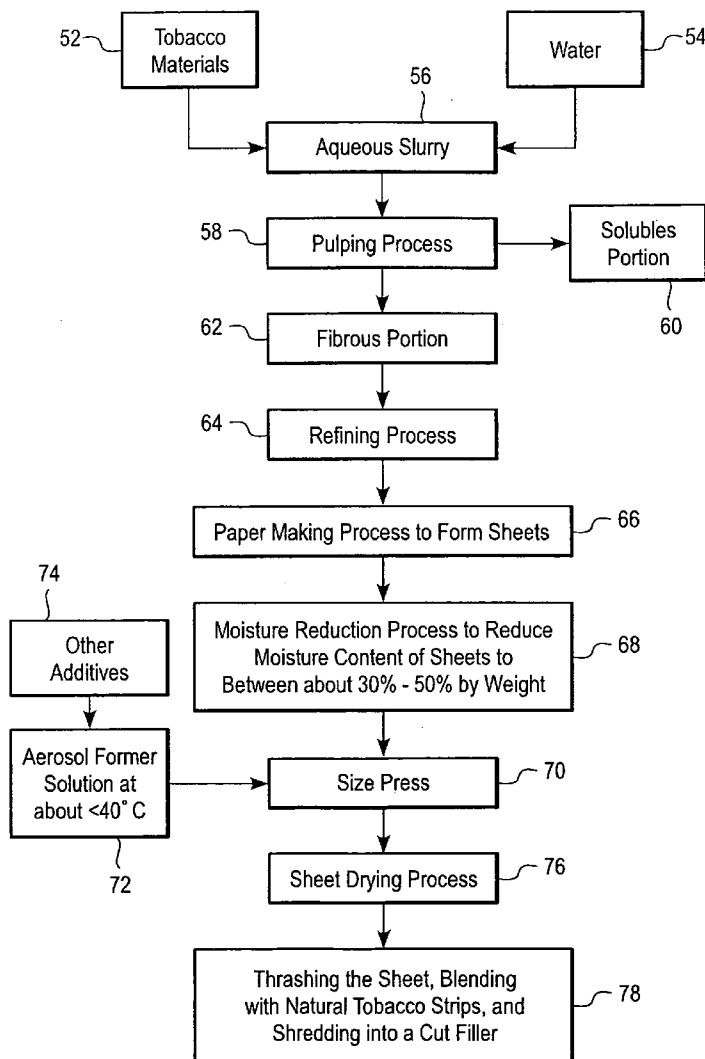 52
Tobacco
Materials
Water
54
56
Aqueous Slurry
58
Pulping Process
Solubles
Portion
60
62
Fibrous Portion
64
Refining Process
Paper Making Process to Form Sheets
66
74
Other
Additives
Moisture Reduction Process to Reduce
Moisture Content of Sheets to
Between about 30% - 50% by Weight
68
Aerosol Former
Solution at
about <40° C
72
Size Press
70
Sheet Drying Process
76
Thrashing the Sheet, Blending
with Natural Tobacco Strips, and
Shredding into a Cut Filler
78